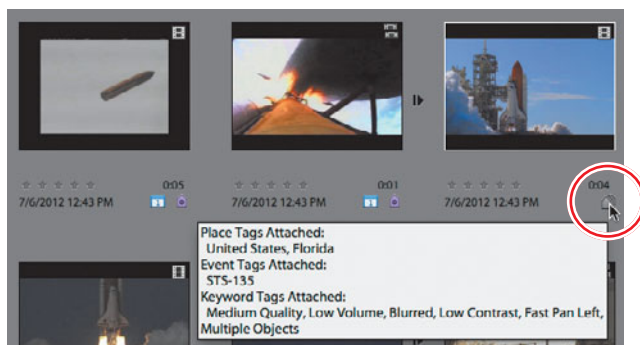 0:05
0:01
0:04
7/6/2012 12:43 PM
7/6/2012 12:43 PM
7/6/2012 12:43 PM
Place Tags Attached:
United States, Florida
Event Tags Attached:
STS-135
Keyword Tags Attached:
Medium Quality, Low Volume, Blurred, Low Contrast, Fast Pan Left,
Multiple Objects